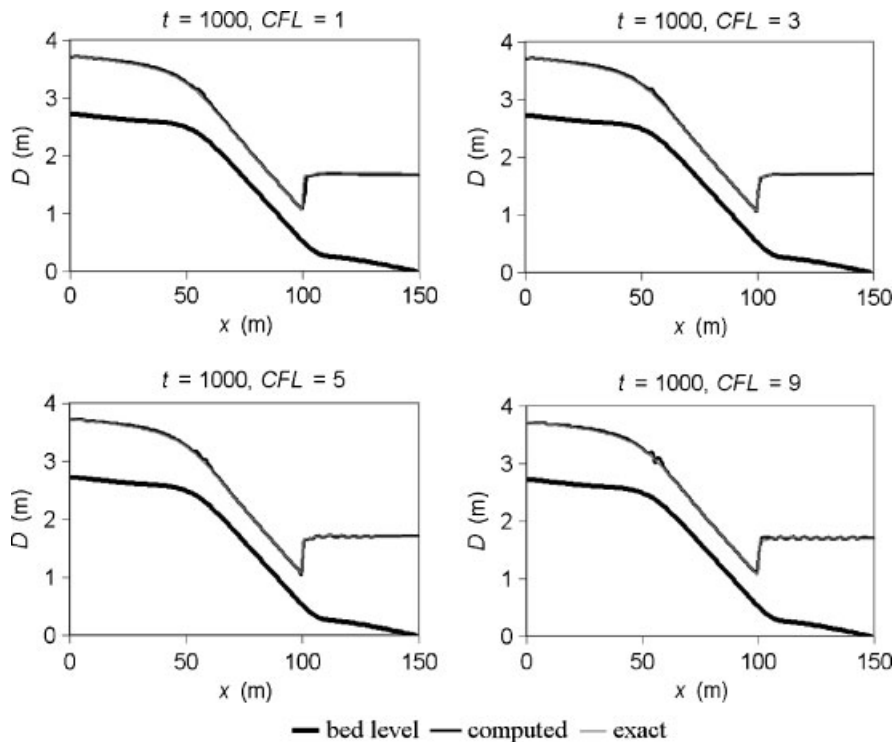 t = 1000, CFL = 1
4
3
2
1
0
D (m)
0 50 100 150
x (m)
t = 1000, CFL = 3
4
3
2
1
0
D (m)
0 50 100 150
x (m)
t = 1000, CFL = 5
4
3
2
1
0
D (m)
0 50 100 150
x (m)
t = 1000, CFL = 9
4
3
2
1
0
D (m)
0 50 100 150
x (m)
bed level computed exact